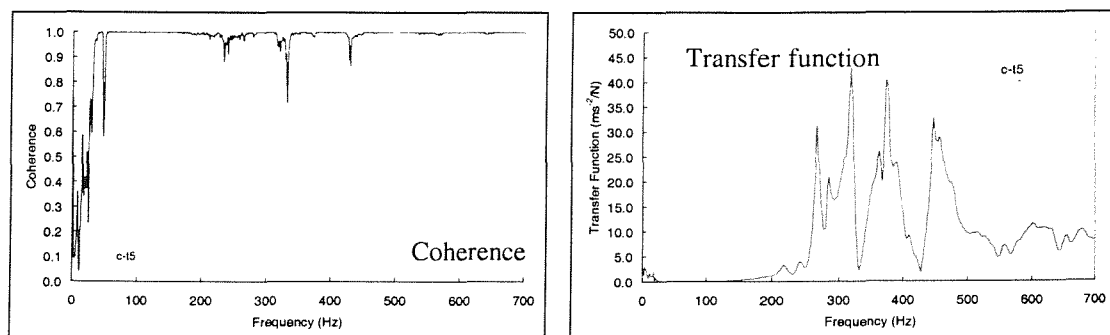 1.0
0.9
0.8
0.7
0.6
0.5
0.4
0.3
0.2
0.1
0
Coherence
c-t5
Coherence
0 100 200 300 400 500 600 700
Frequency (Hz)
50.0
45.0
40.0
35.0
30.0
25.0
20.0
15.0
10.0
5.0
0.0
Transfer Function (ms⁻²/N)
Transfer function
c-t5
0 100 200 300 400 500 600 700
Frequency (Hz)